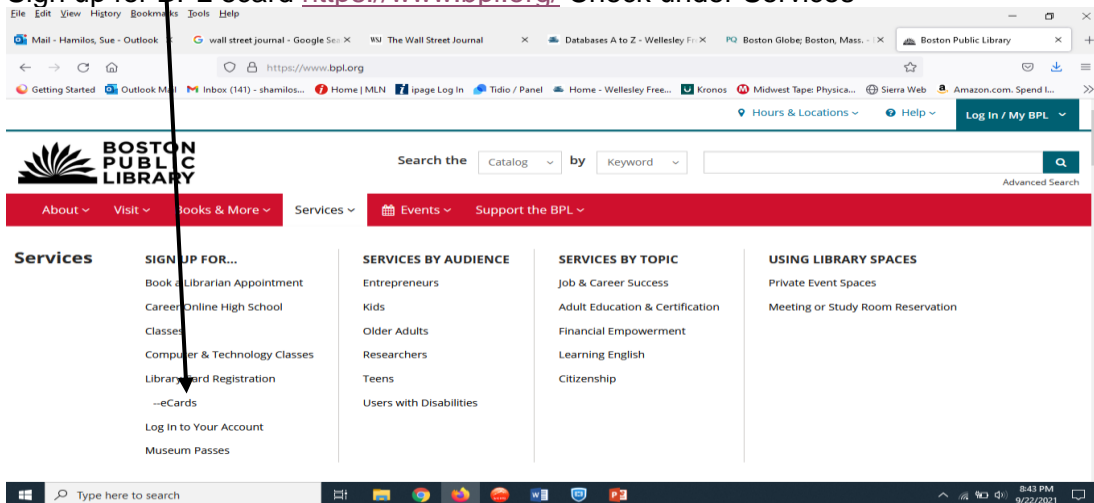 Sign up for BPL ecard https://www.bpl.org/ Check under Services
File Edit View History Bookmarks Tools Help
Mail - Hamilos, Sue - Outlook wall street journal - Google Sea WSJ The Wall Street Journal Databases A to Z - Wellesley Fr PQ Boston Globe; Boston, Mass. - Boston Public Library
https://www.bpl.org
Getting Started Outlook Mail Inbox (141) - shamilos... Home | MLN ipage Log In Tidio / Panel Home - Wellesley Free... Kronos Midwest Tape: Physica... Sierra Web Amazon.com. Spend l...
Hours & Locations Help Log In / My BPL
BOSTON
PUBLIC
LIBRARY
Search the Catalog by Keyword
Advanced Search
About Visit Books & More Services Events Support the BPL
Services SIGN UP FOR... SERVICES BY AUDIENCE SERVICES BY TOPIC USING LIBRARY SPACES
Book a Librarian Appointment Entrepreneurs Job & Career Success Private Event Spaces
Career Online High School Kids Adult Education & Certification Meeting or Study Room Reservation
Classes Older Adults Financial Empowerment
Computer & Technology Classes Researchers Learning English
Library Card Registration Teens Citizenship
--eCards Users with Disabilities
Log In to Your Account
Museum Passes
Type here to search 8:43 PM
9/22/2021